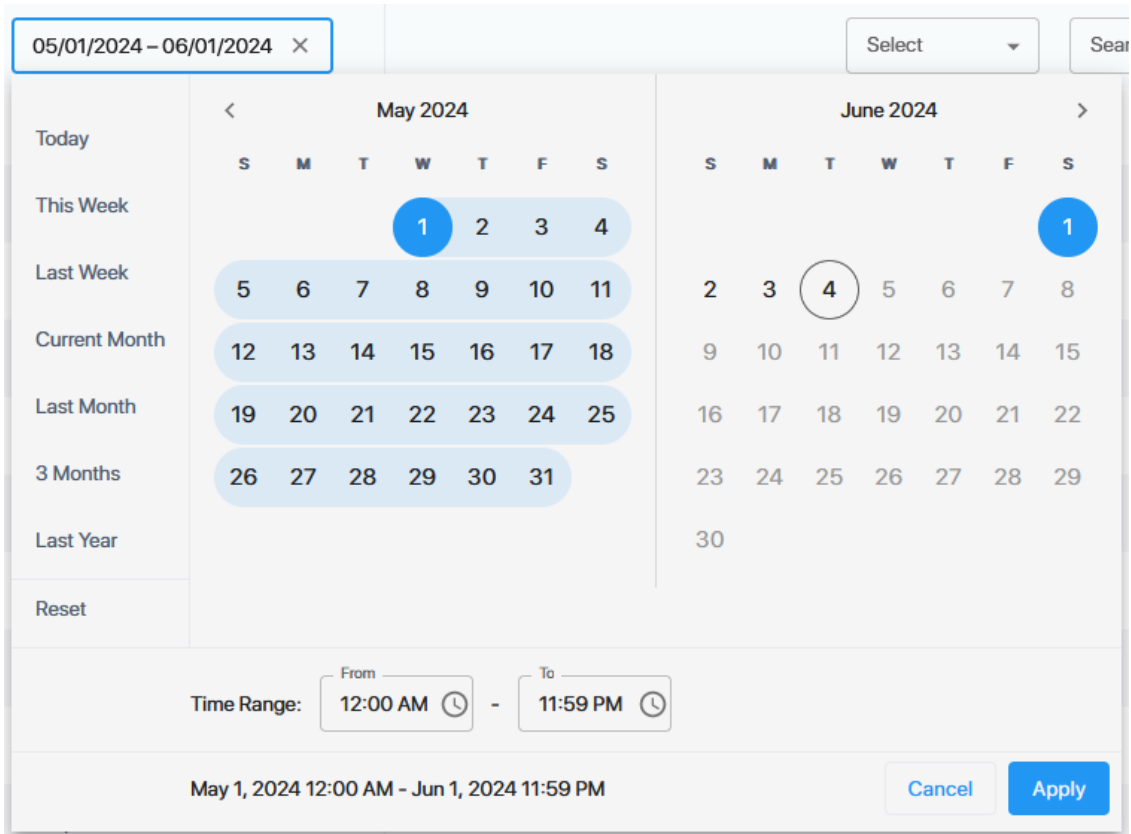 05/01/2024 – 06/01/2024
Select
Today
This Week
Last Week
Current Month
Last Month
3 Months
Last Year
Reset
May 2024
S M T W T F S
1 2 3 4
5 6 7 8 9 10 11
12 13 14 15 16 17 18
19 20 21 22 23 24 25
26 27 28 29 30 31
June 2024
S M T W T F S
1
2 3 4 5 6 7 8
9 10 11 12 13 14 15
16 17 18 19 20 21 22
23 24 25 26 27 28 29
30
Time Range: From 12:00 AM - To 11:59 PM
May 1, 2024 12:00 AM - Jun 1, 2024 11:59 PM
Cancel Apply